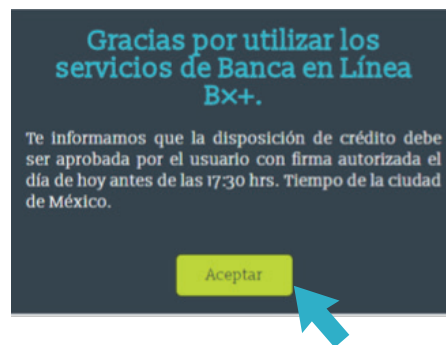 Gracias por utilizar los
servicios de Banca en Línea
Bx+.
Te informamos que la disposición de crédito debe
ser aprobada por el usuario con firma autorizada el
día de hoy antes de las 17:30 hrs. Tiempo de la ciudad
de México.
Aceptar